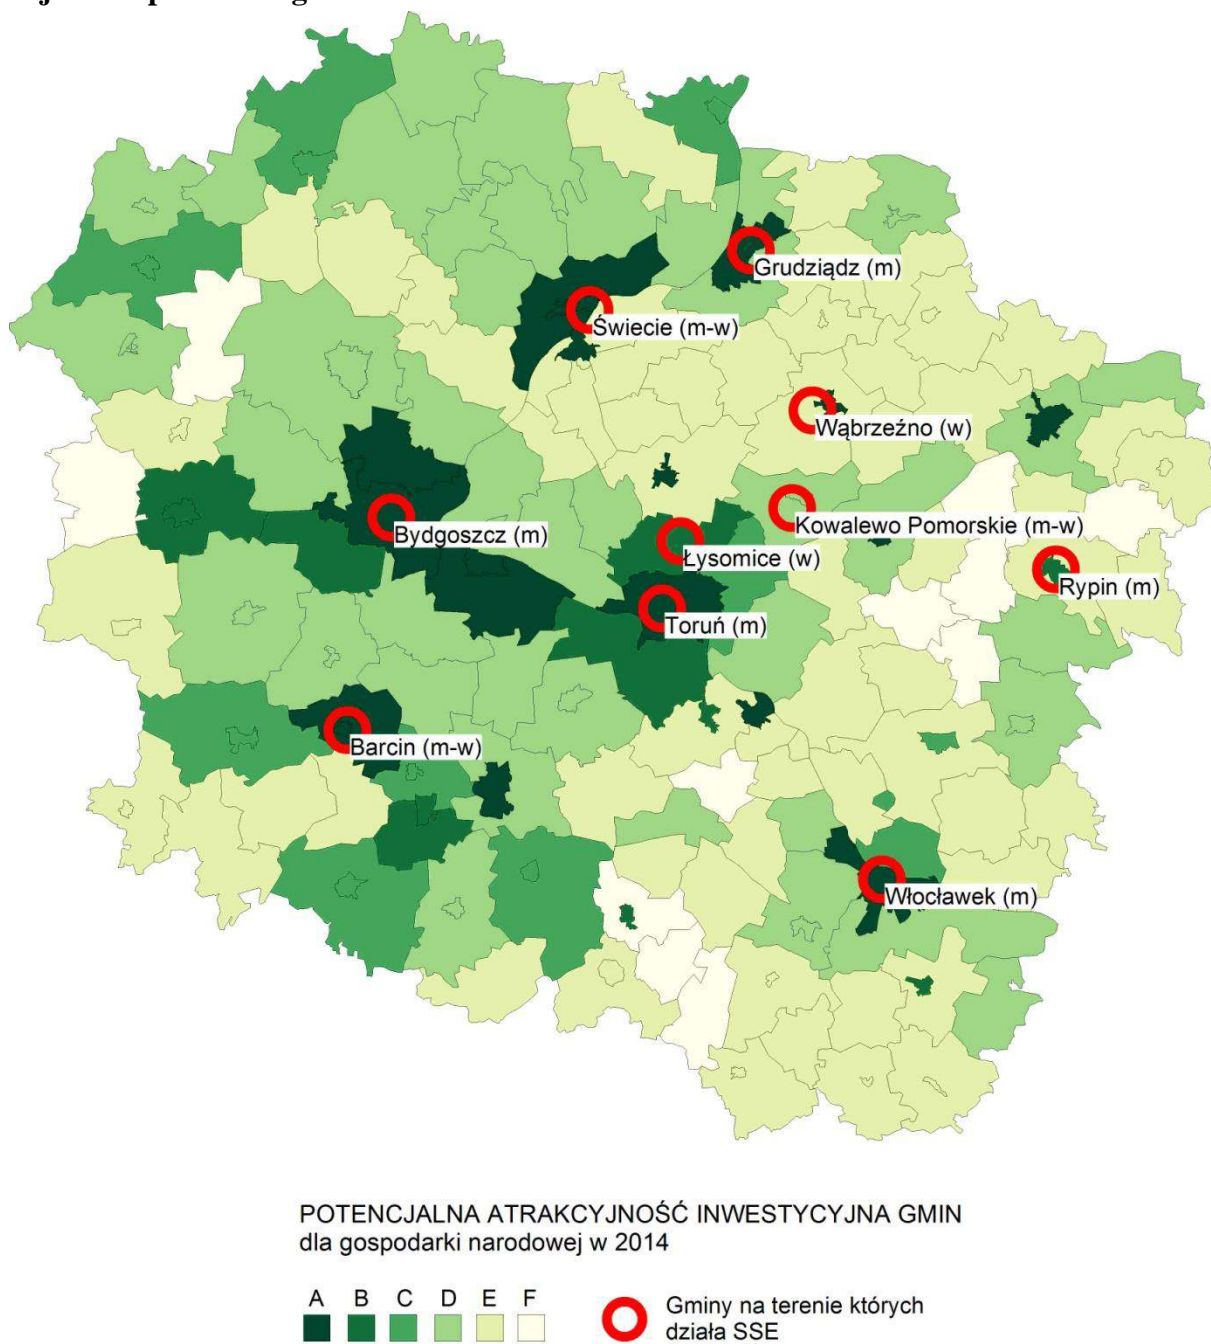 Grudziądz (m)
Świecie (m-w)
Wąbrzeźno (w)
Kowalewo Pomorskie (m-w)
Bydgoszcz (m)
Łysomice (w)
Rypin (m)
Toruń (m)
Barcin (m-w)
Włocławek (m)
POTENCJALNA ATRAKCYJNOŚĆ INWESTYCYJNA GMIN
dla gospodarki narodowej w 2014
A B C D E F
Gminy na terenie których
działa SSE